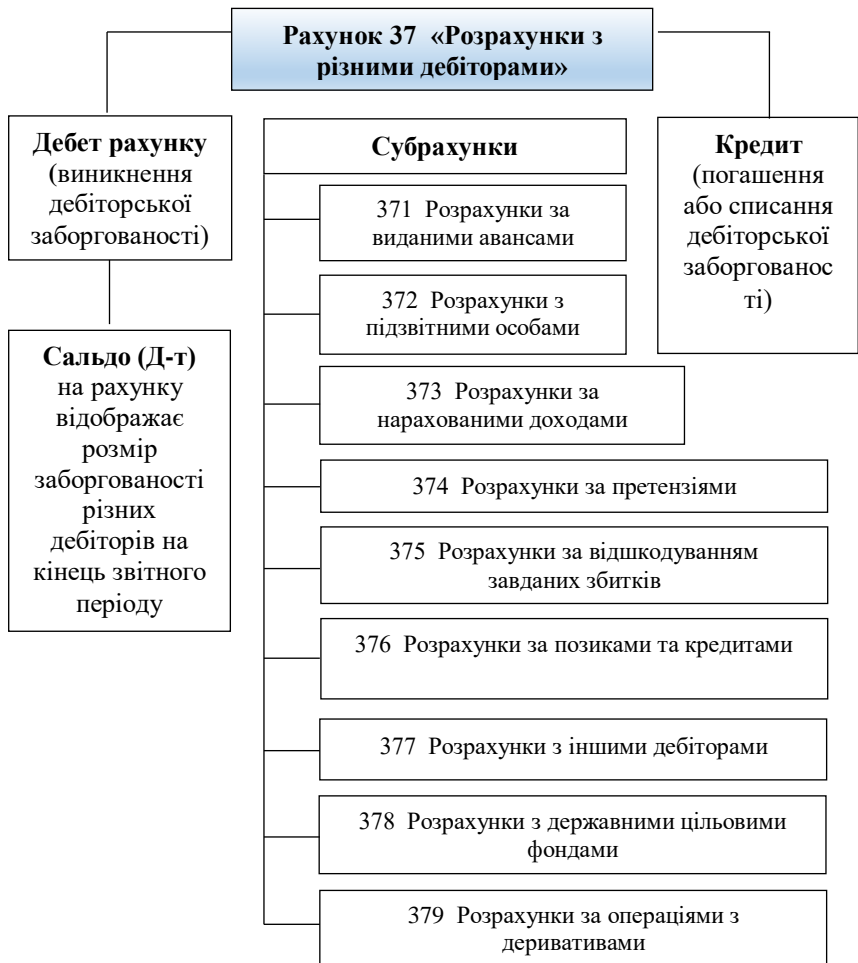 Рахунок 37 «Розрахунки з
різними дебіторами»
Дебет рахунку
(виникнення
дебіторської
заборгованості)
Сальдо (Д-т)
на рахунку
відображає
розмір
заборгованості
різних
дебіторів на
кінець звітного
періоду
Субрахунки
371 Розрахунки за
виданими авансами
372 Розрахунки з
підзвітними особами
373 Розрахунки за
нарахованими доходами
374 Розрахунки за претензіями
375 Розрахунки за відшкодуванням
завданих збитків
376 Розрахунки за позиками та кредитами
377 Розрахунки з іншими дебіторами
378 Розрахунки з державними цільовими
фондами
379 Розрахунки за операціями з
деривативами
Кредит
(погашення
або списання
дебіторської
заборгованос
ті)